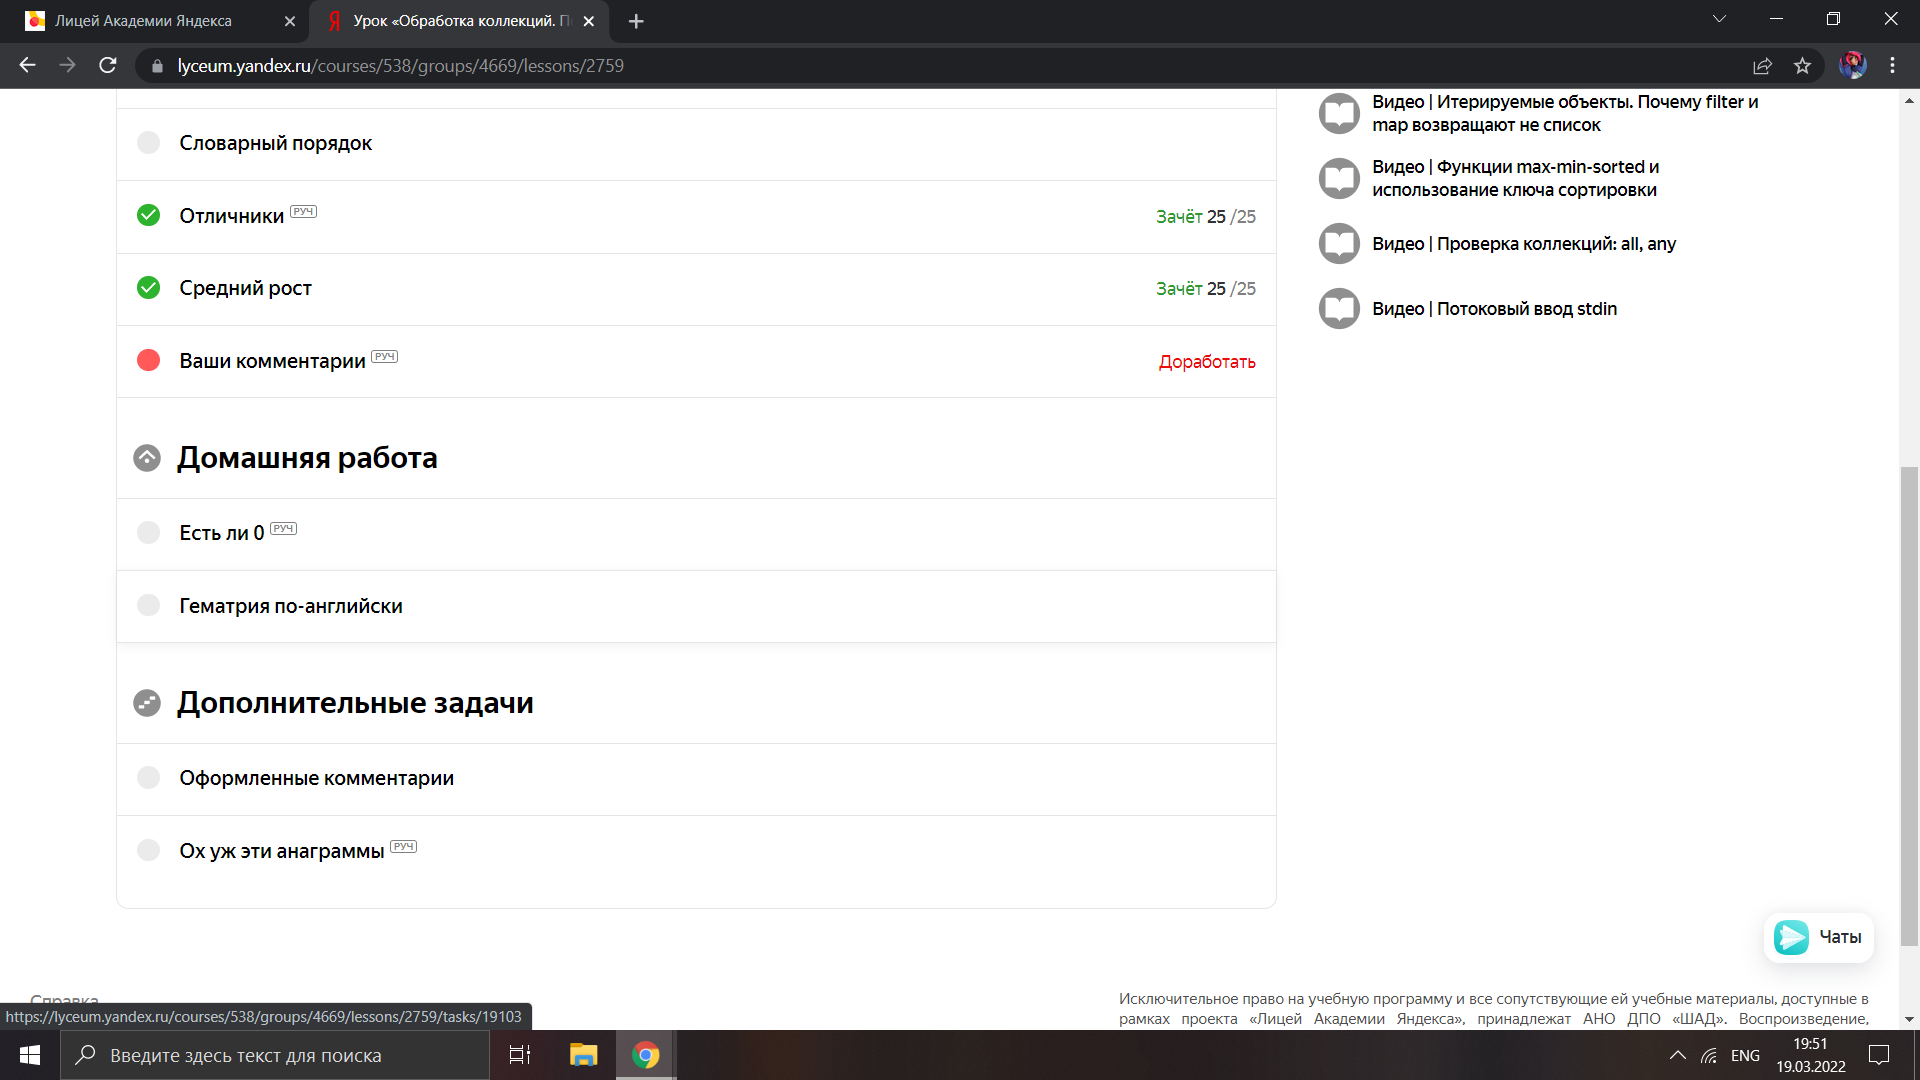 Лицей Академии Яндекса
Урок «Обработка коллекций. П
lyceum.yandex.ru/courses/538/groups/4669/lessons/2759
Словарный порядок
Отличники РУЧ
Зачёт 25 /25
Средний рост
Зачёт 25 /25
Ваши комментарии РУЧ
Доработать
Домашняя работа
Есть ли 0 РУЧ
Гематрия по-английски
Дополнительные задачи
Оформленные комментарии
Ох уж эти анаграммы РУЧ
Видео | Итерируемые объекты. Почему filter и
map возвращают не список
Видео | Функции max-min-sorted и
использование ключа сортировки
Видео | Проверка коллекций: all, any
Видео | Потоковый ввод stdin
Чаты
Справка
Исключительное право на учебную программу и все сопутствующие ей учебные материалы, доступные в
рамках проекта «Лицей Академии Яндекса», принадлежат АНО ДПО «ШАД». Воспроизведение,
https://lyceum.yandex.ru/courses/538/groups/4669/lessons/2759/tasks/19103
Введите здесь текст для поиска
ENG
19:51
19.03.2022